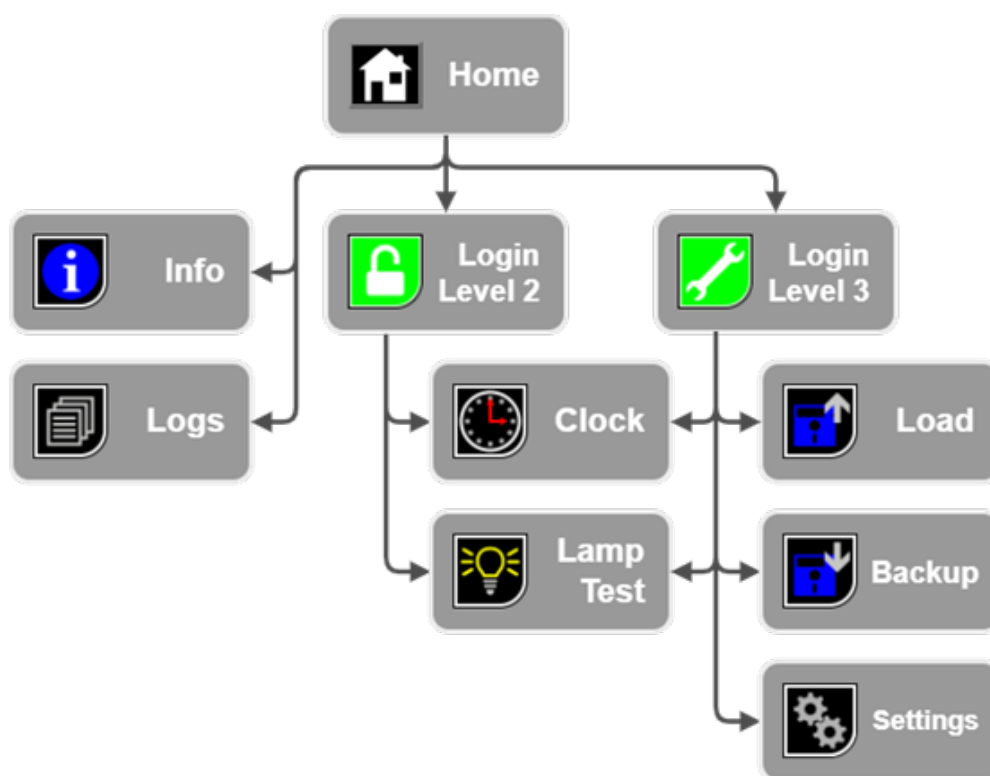 Home
Info
Login
Level 2
Login
Level 3
Logs
Clock
Load
Lamp
Test
Backup
Settings